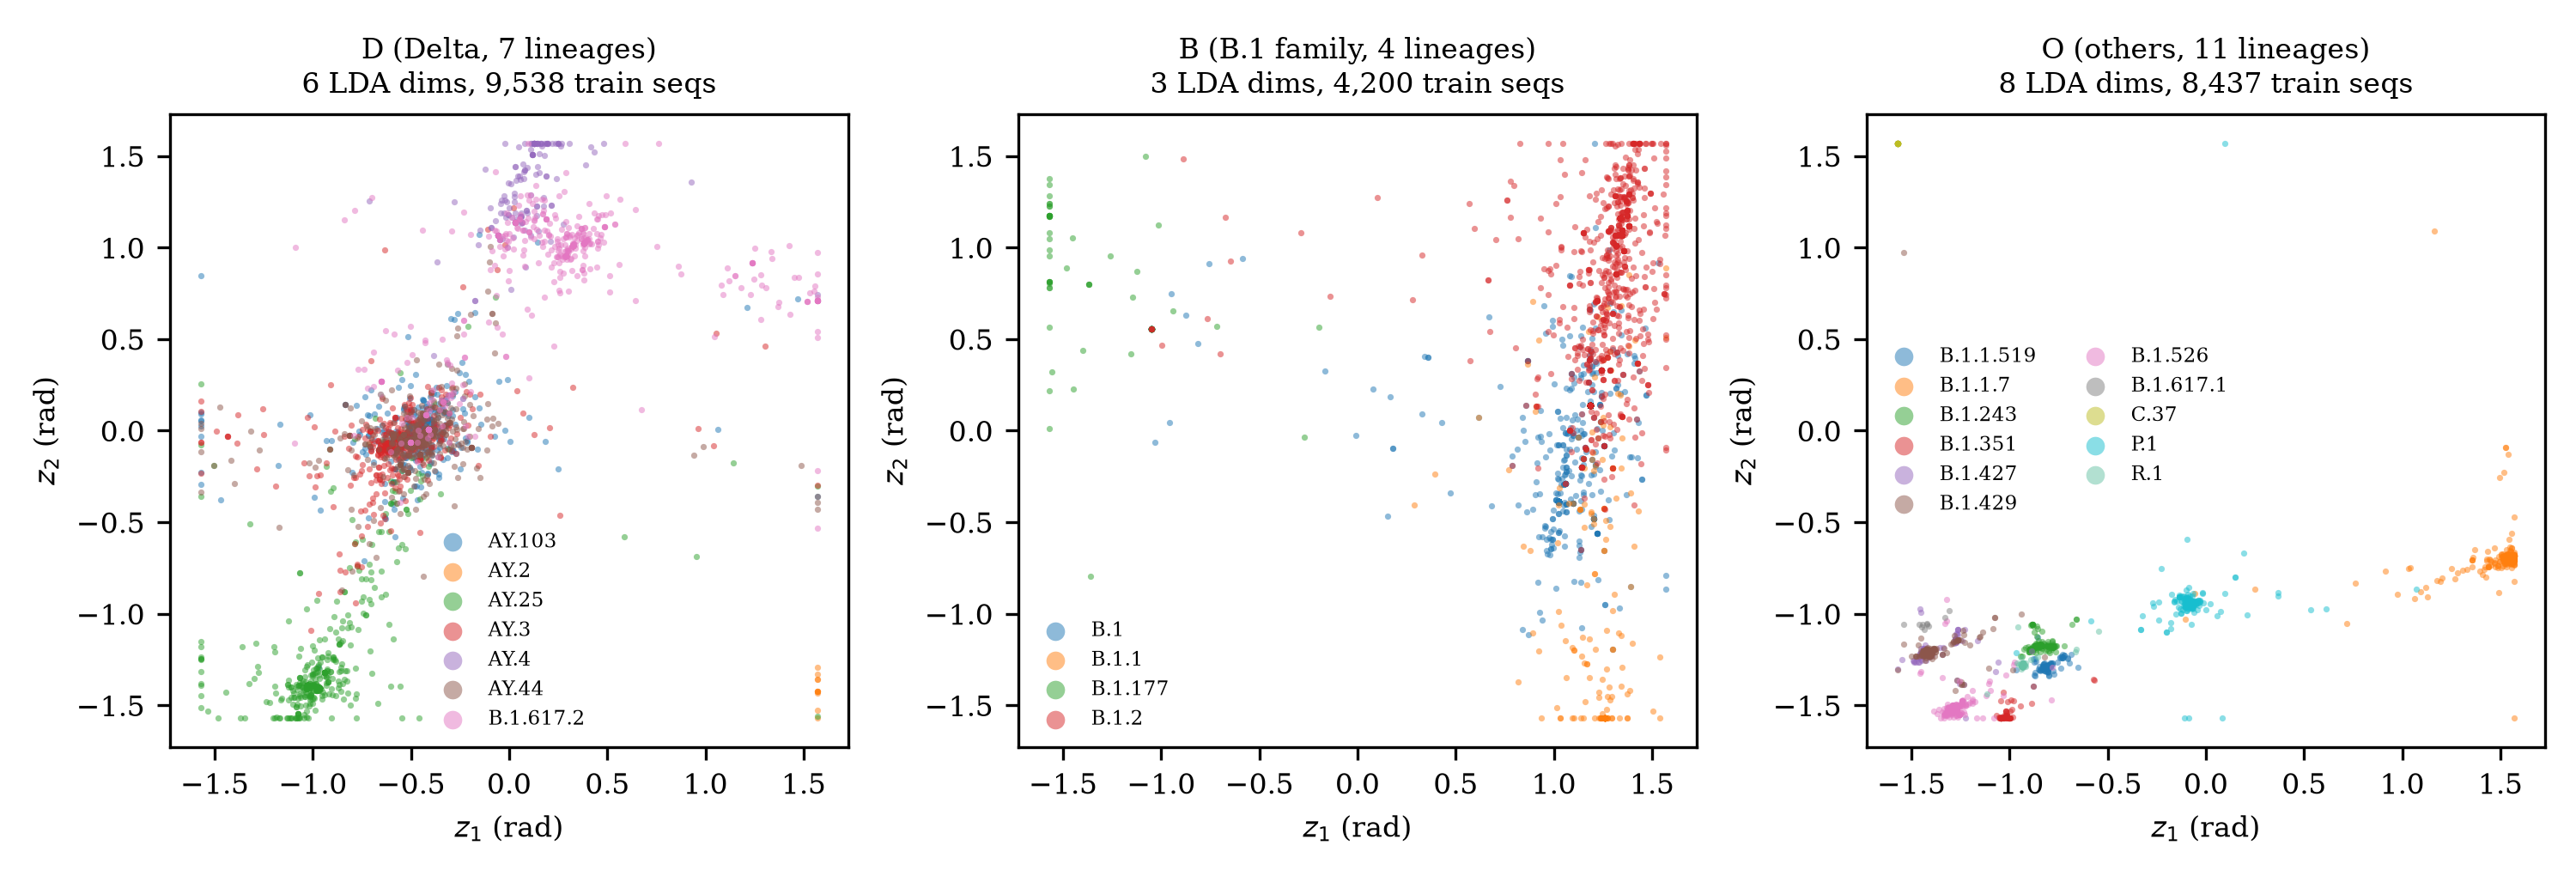 D (Delta, 7 lineages)
6 LDA dims, 9,538 train seqs
1.5
1.0
0.5
0.0
−0.5
−1.0
−1.5
z2 (rad)
AY.103
AY.2
AY.25
AY.3
AY.4
AY.44
B.1.617.2
−1.5 −1.0 −0.5 0.0 0.5 1.0 1.5
z1 (rad)
B (B.1 family, 4 lineages)
3 LDA dims, 4,200 train seqs
1.5
1.0
0.5
0.0
−0.5
−1.0
−1.5
z2 (rad)
B.1
B.1.1
B.1.177
B.1.2
−1.5 −1.0 −0.5 0.0 0.5 1.0 1.5
z1 (rad)
O (others, 11 lineages)
8 LDA dims, 8,437 train seqs
1.5
1.0
0.5
0.0
−0.5
−1.0
−1.5
z2 (rad)
B.1.1.519
B.1.1.7
B.1.243
B.1.351
B.1.427
B.1.429
B.1.526
B.1.617.1
C.37
P.1
R.1
−1.5 −1.0 −0.5 0.0 0.5 1.0 1.5
z1 (rad)